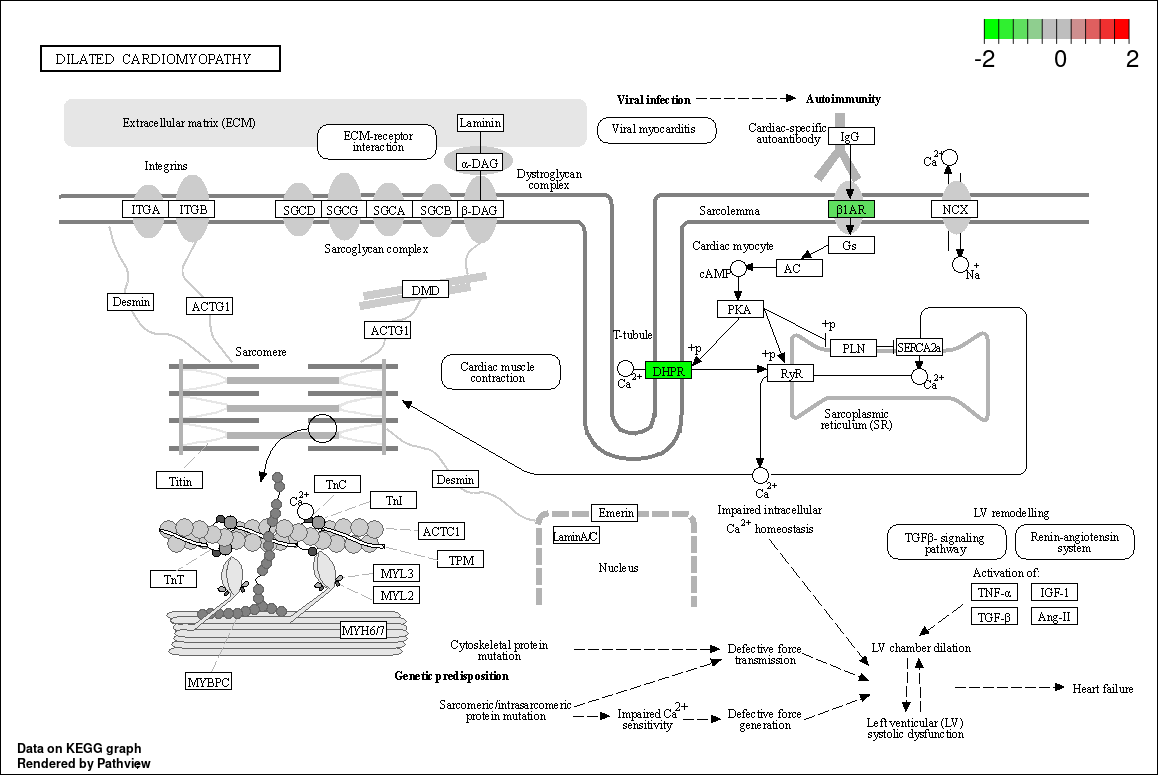 DILATED CARDIOMYOPATHY
-2 0 2
Viral infection
Autoimmunity
Extracellular matrix (ECM)
ECM-receptor
interaction
Laminin
α-DAG
Dystroglycan
complex
Viral myocarditis
Cardiac-specific
autoantibody
IgG
Ca2+
Integrins
ITGA
ITGB
SGCD
SGCG
SGCA
SGCB
β-DAG
Sarcoglycan complex
Sarcolemma
β1AR
NCX
Cardiac myocyte
Gs
cAMP
AC
Na+
Desmin
ACTG1
DMD
ACTG1
PKA
T-tubule
+p
+p
+p
PLN
SERCA2a
Sarcomere
Cardiac muscle
contraction
Ca2+
DHPR
RyR
Ca2+
Sarcoplasmic
reticulum (SR)
Titin
Desmin
Ca2+
TnC
TnI
Ca2+
ACTC1
TPM
TnT
MYL3
MYL2
MYH6/7
MYBPC
Emerin
LaminA/C
Nucleus
Impaired intracellular
Ca2+ homeostasis
LV remodelling
TGFβ- signaling
pathway
Renin-angiotensin
system
Activation of:
TNF-α
IGF-1
TGF-β
Ang-II
Cytoskeletal protein
mutation
Defective force
transmission
LV chamber dilation
Genetic predisposition
Sarcomeric/intrasarcomeric
protein mutation
Impaired Ca2+
sensitivity
Defective force
generation
Heart failure
Left venticular (LV)
systolic dysfunction
Data on KEGG graph
Rendered by Pathview